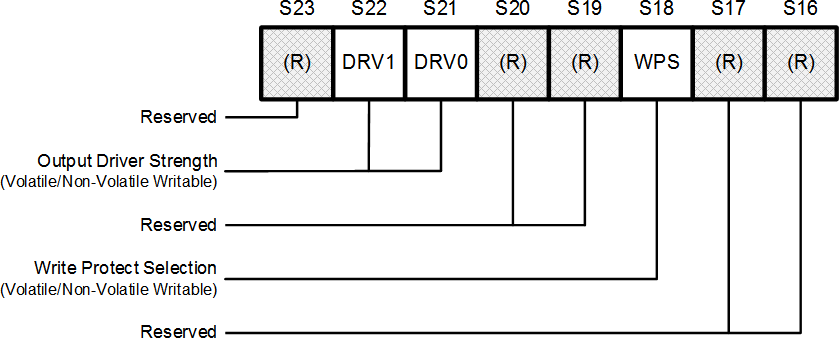 S23 S22 S21 S20 S19 S18 S17 S16
(R) DRV1 DRV0 (R) (R) WPS (R) (R)
Reserved
Output Driver Strength
(Volatile/Non-Volatile Writable)
Reserved
Write Protect Selection
(Volatile/Non-Volatile Writable)
Reserved